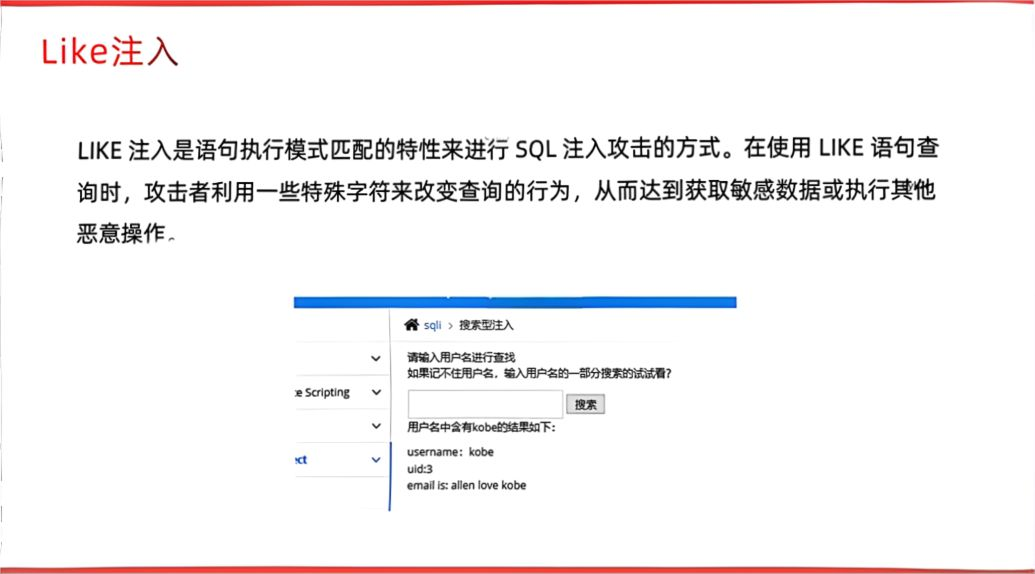 Like注入
LIKE 注入是语句执行模式匹配的特性来进行 SQL 注入攻击的方式。在使用 LIKE 语句查
询时，攻击者利用一些特殊字符来改变查询的行为，从而达到获取敏感数据或执行其他
恶意操作。
sqli > 搜索型注入
请输入用户名进行查找
如果记不住用户名，输入用户名的一部分搜索的试试看?
Scripting
搜索
用户名中含有kobe的结果如下:
username：kobe
uid:3
email is: allen love kobe